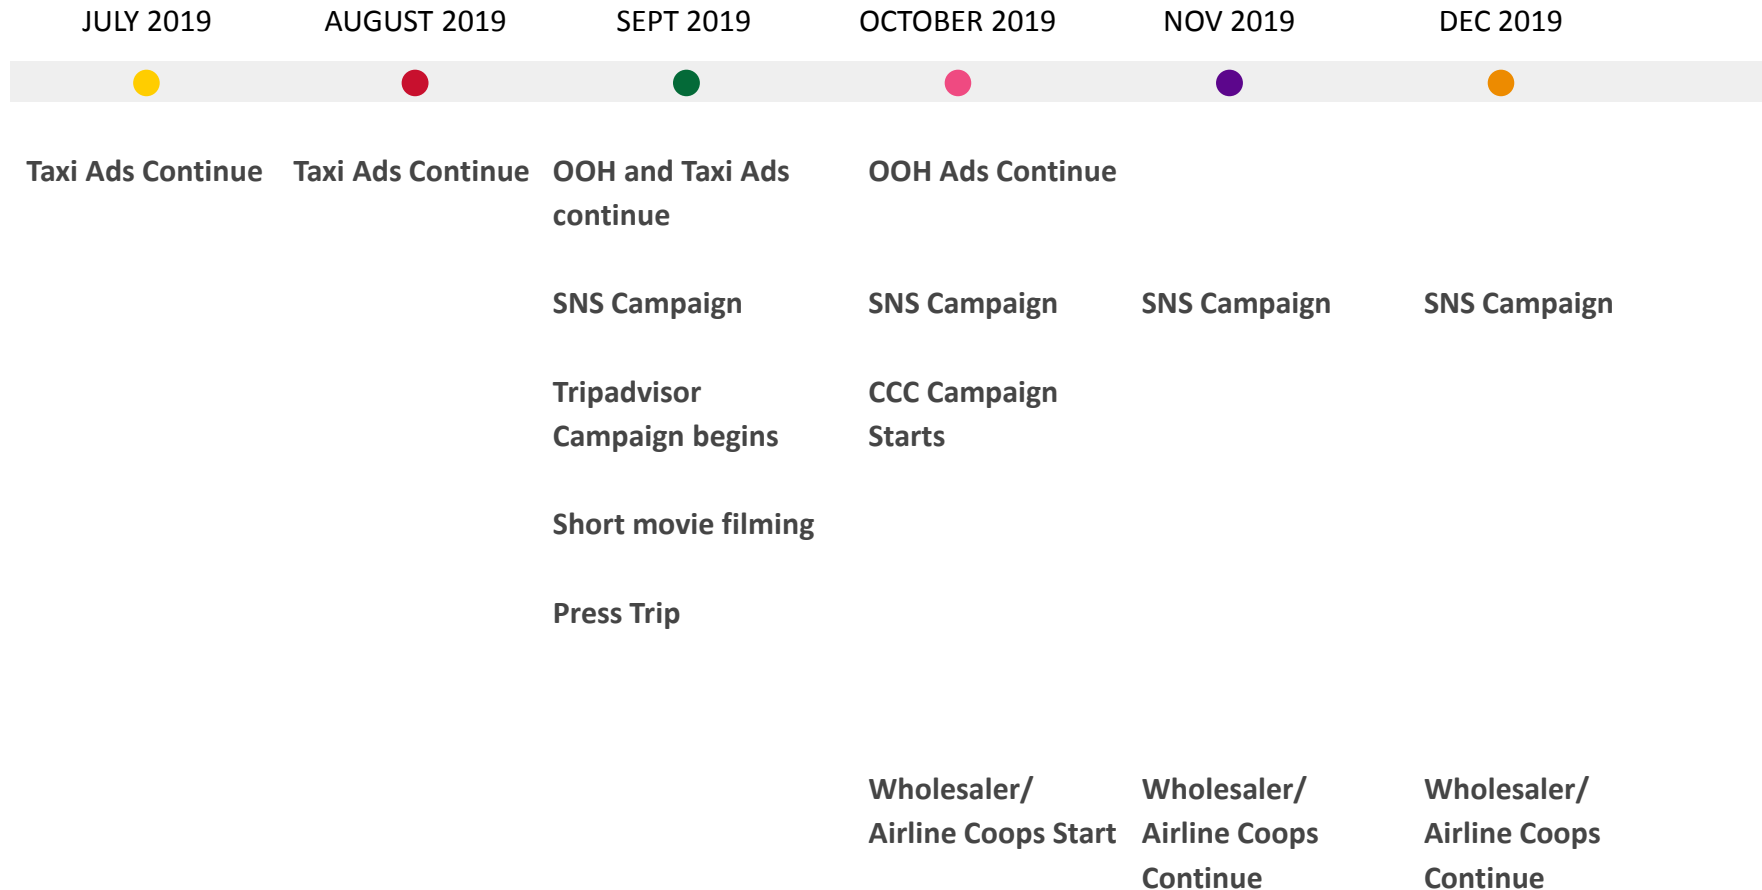 JULY 2019
AUGUST 2019
SEPT 2019
OCTOBER 2019
NOV 2019
DEC 2019
Taxi Ads Continue
Taxi Ads Continue
OOH and Taxi Ads
continue
SNS Campaign
Tripadvisor
Campaign begins
Short movie filming
Press Trip
OOH Ads Continue
SNS Campaign
CCC Campaign
Starts
Wholesaler/
Airline Coops Start
SNS Campaign
Wholesaler/
Airline Coops
Continue
SNS Campaign
Wholesaler/
Airline Coops
Continue